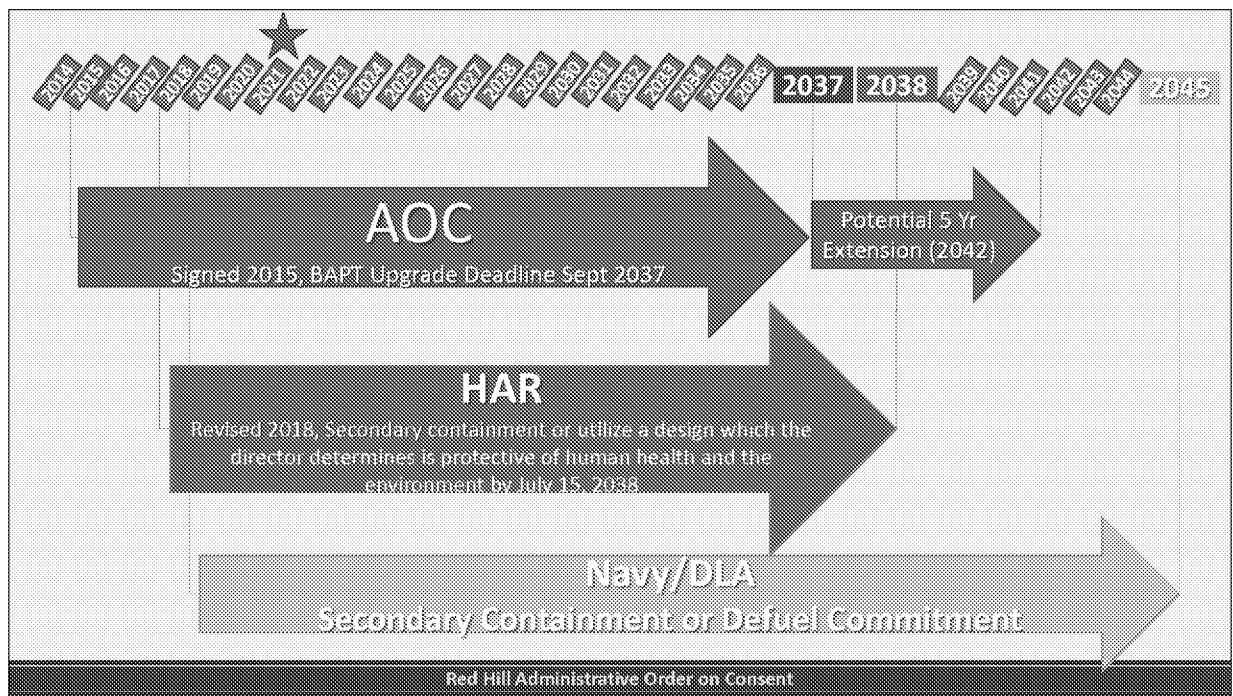 2014 2015 2016 2017 2018 2019 2020 2021 2022 2023 2024 2025 2026 2027 2028 2029 2030 2031 2032 2033 2034 2035 2036 2037 2038 2039 2040 2041 2042 2043 2044 2045
AOC
Signed 2015, BAPT Upgrade Deadline Sept 2037
Potential 5 Yr
Extension (2042)
HAR
Revised 2018, Secondary containment or utilize a design which the
director determines is protective of human health and the
environment by July 15, 2038
Navy/DLA
Secondary Containment or Defuel Commitment
Red Hill Administrative Order on Consent